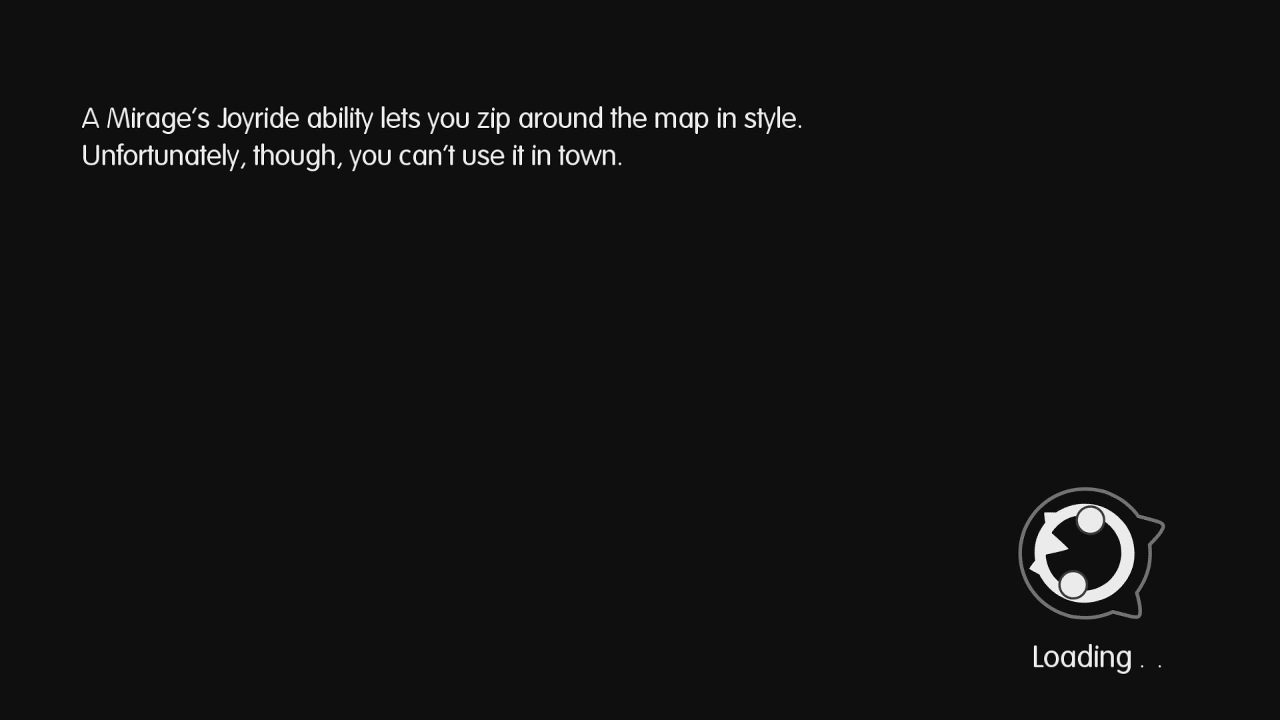 A Mirage's Joyride ability lets you zip around the map in style.
Unfortunately, though, you can't use it in town.
Loading . .